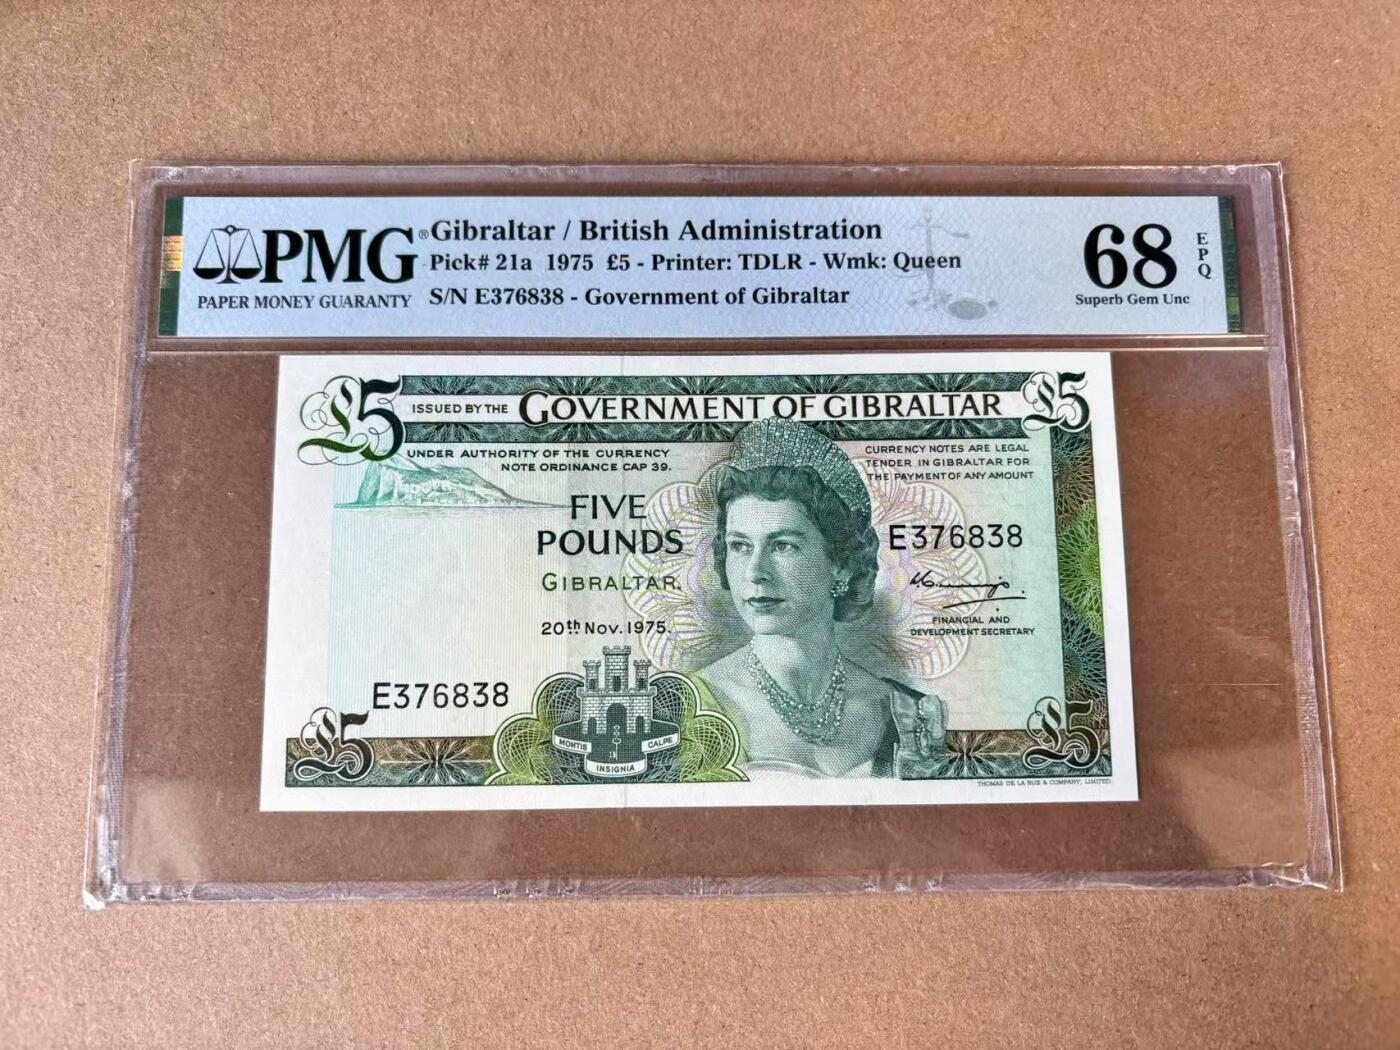 PMG®
PAPER MONEY GUARANTY
Gibraltar / British Administration
Pick# 21a 1975 £5 - Printer: TDLR - Wmk: Queen
S/N E376838 - Government of Gibraltar
68
EPQ
Superb Gem Unc
£5
ISSUED BY THE GOVERNMENT OF GIBRALTAR
£5
UNDER AUTHORITY OF THE CURRENCY
NOTE ORDINANCE CAP 39.
CURRENCY NOTES ARE LEGAL
TENDER IN GIBRALTAR FOR
THE PAYMENT OF ANY AMOUNT
FIVE
POUNDS
GIBRALTAR.
20th Nov. 1975.
E376838
FINANCIAL AND
DEVELOPMENT SECRETARY
E376838
£5
MONTIS
INSIGNIA
CALPE
£5
THOMAS DE LA RUE & COMPANY, LIMITED.